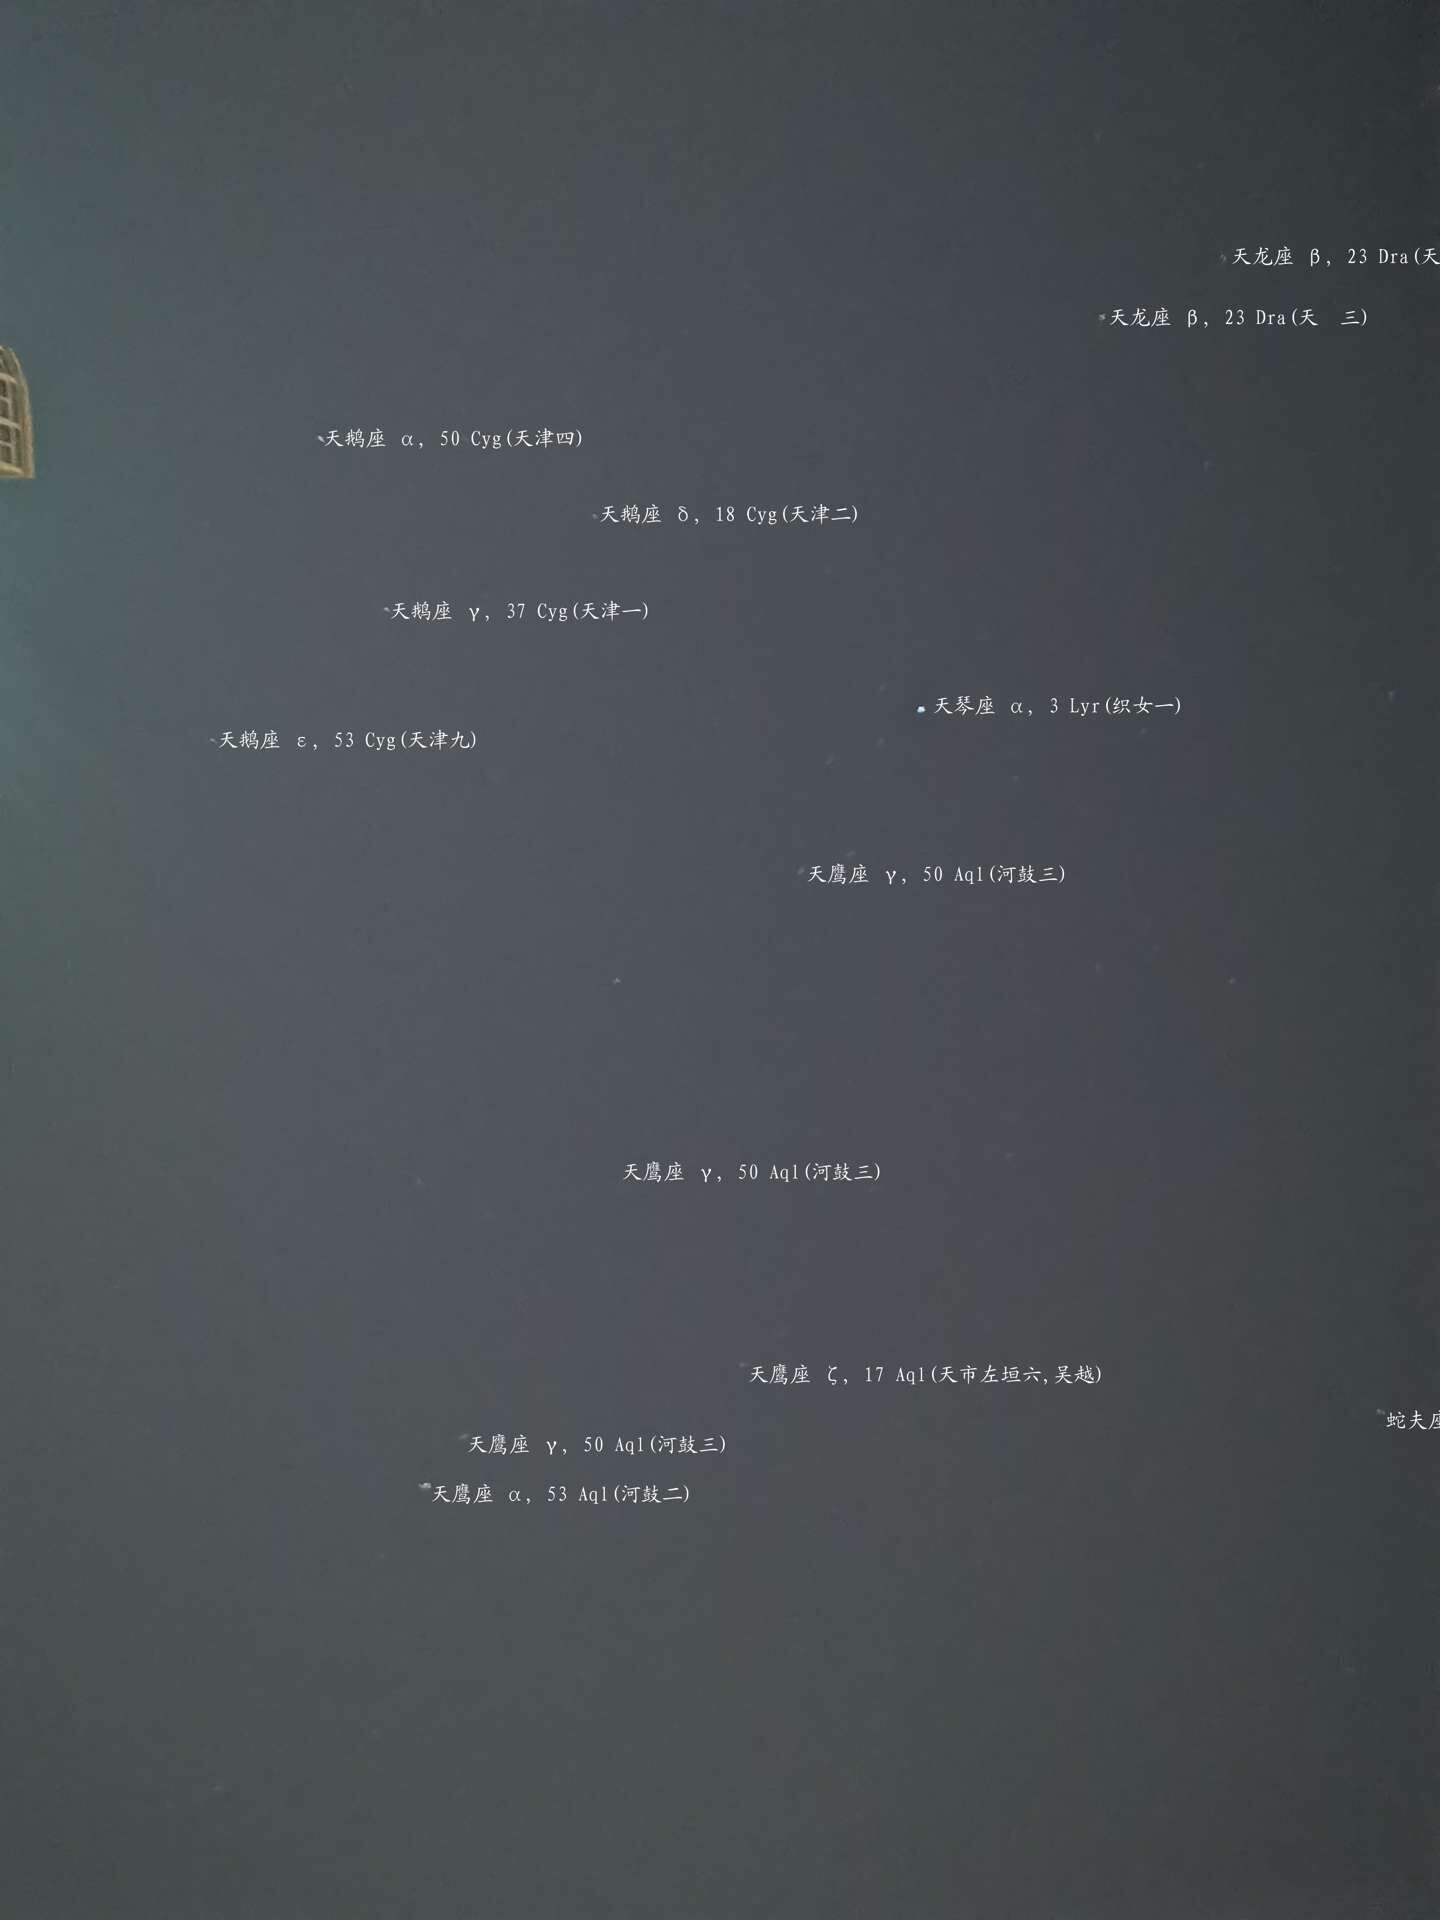 天龙座 β, 23 Dra(天
天龙座 β, 23 Dra(天 三)
天鹅座 α, 50 Cyg(天津四)
天鹅座 δ, 18 Cyg(天津二)
天鹅座 γ, 37 Cyg(天津一)
天琴座 α, 3 Lyr(织女一)
天鹅座 ε, 53 Cyg(天津九)
天鹰座 γ, 50 Aql(河鼓三)
天鹰座 γ, 50 Aql(河鼓三)
天鹰座 ζ, 17 Aql(天市左垣六,吴越)
蛇夫座
天鹰座 γ, 50 Aql(河鼓三)
天鹰座 α, 53 Aql(河鼓二)